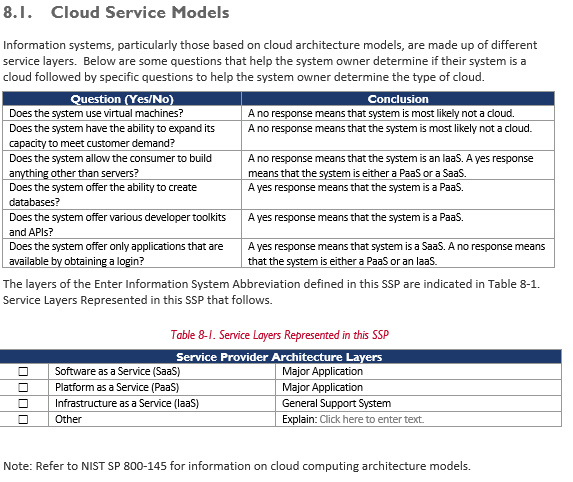 8.1. Cloud Service Models
Information systems, particularly those based on cloud architecture models, are made up of different
service layers. Below are some questions that help the system owner determine if their system is a
cloud followed by specific questions to help the system owner determine the type of cloud.
Question (Yes/No) Conclusion
Does the system use virtual machines? A no response means that system is most likely not a cloud.
Does the system have the ability to expand its A no response means that the system is most likely not a cloud.
capacity to meet customer demand?
Does the system allow the consumer to build A no response means that the system is an IaaS. A yes response
anything other than servers? means that the system is either a PaaS or a SaaS.
Does the system offer the ability to create A yes response means that the system is a PaaS.
databases?
Does the system offer various developer toolkits A yes response means that the system is a PaaS.
and APIs?
Does the system offer only applications that are A yes response means that system is a SaaS. A no response means
available by obtaining a login? that the system is either a PaaS or an IaaS.
The layers of the Enter Information System Abbreviation defined in this SSP are indicated in Table 8-1.
Service Layers Represented in this SSP that follows.
Table 8-1. Service Layers Represented in this SSP
Service Provider Architecture Layers
☐ Software as a Service (SaaS) Major Application
☐ Platform as a Service (PaaS) Major Application
☐ Infrastructure as a Service (IaaS) General Support System
☐ Other Explain: Click here to enter text.
Note: Refer to NIST SP 800-145 for information on cloud computing architecture models.